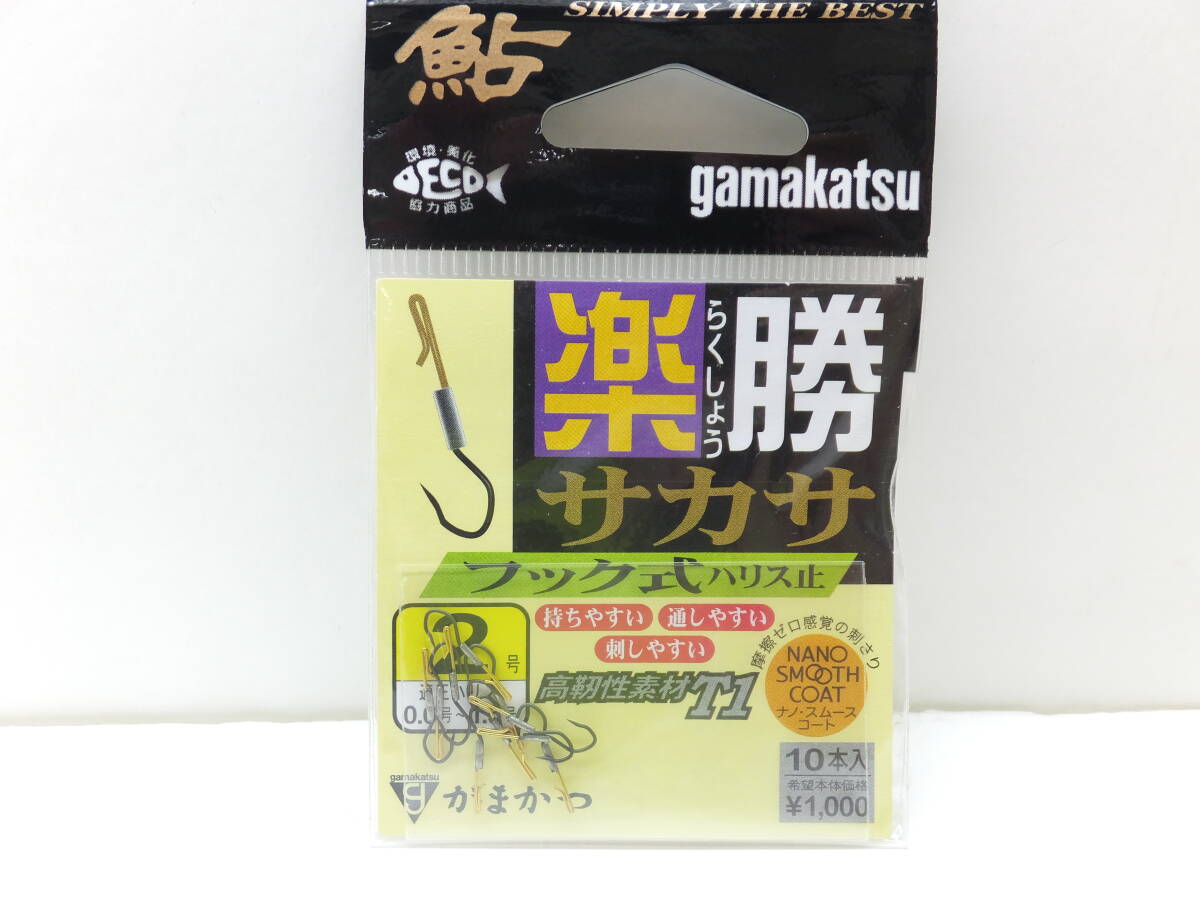 SIMPLY THE BEST
鮎
環境・美化
ECO
協力商品
gamakatsu
楽勝
らくしょう
サカサ
フック式ハリス止
持ちやすい 通しやすい
刺しやすい
2号
高靱性素材T1
摩擦ゼロ感覚の刺さり
NANO
SMOOTH
COAT
ナノ・スムース
コート
10本入
希望本体価格
¥1,000
gamakatsu
がまかつ